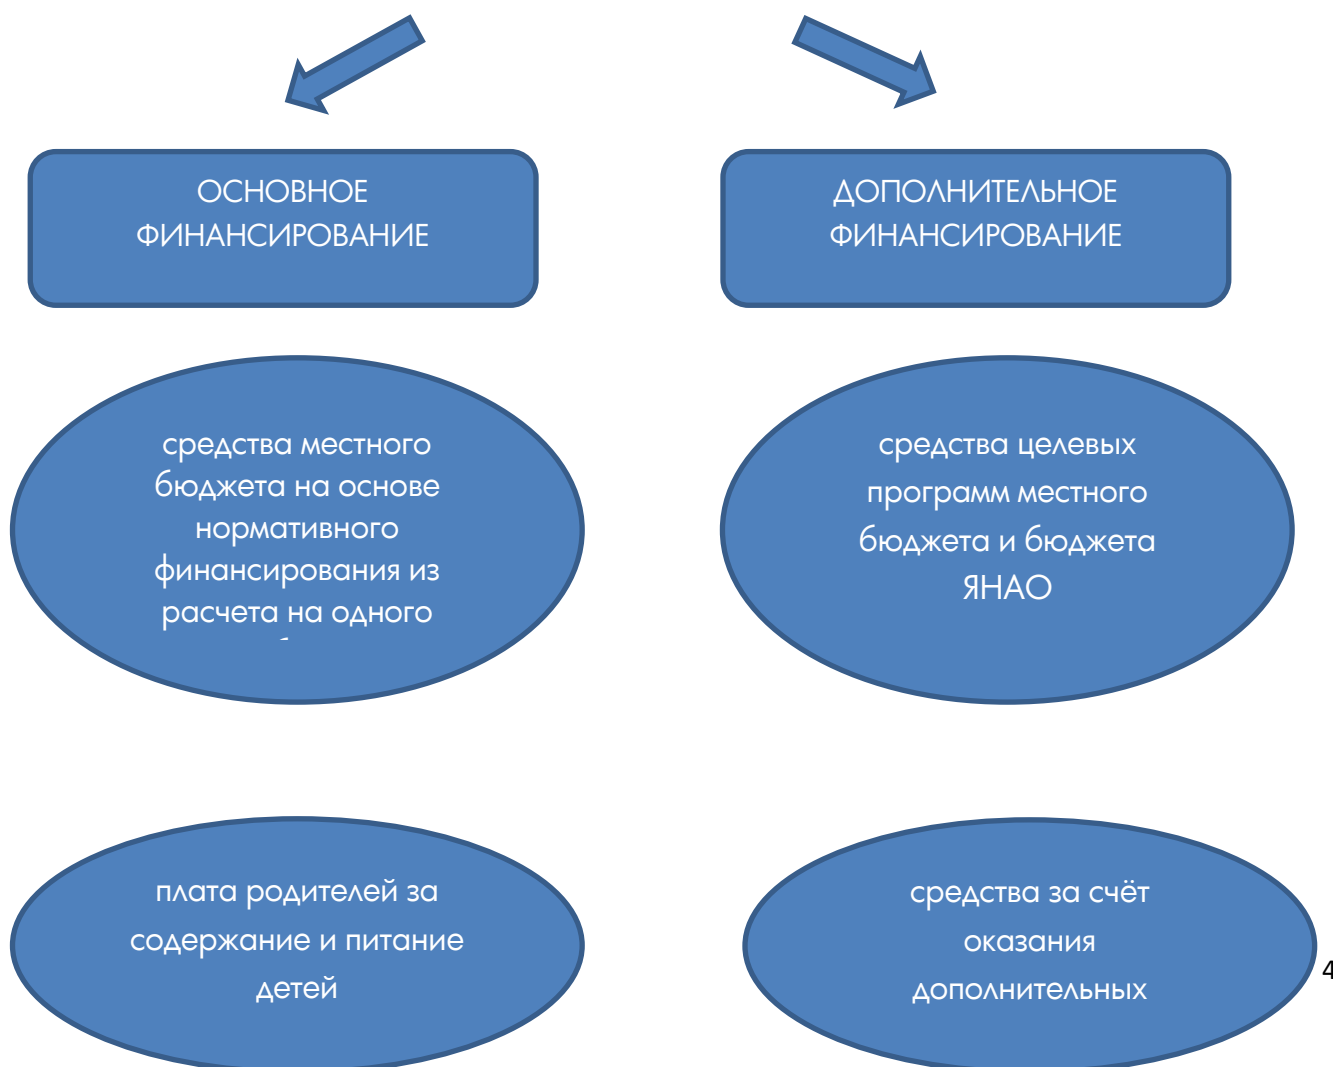 ОСНОВНОЕ
ФИНАНСИРОВАНИЕ
ДОПОЛНИТЕЛЬНОЕ
ФИНАНСИРОВАНИЕ
средства местного
бюджета на основе
нормативного
финансирования из
расчета на одного
средства целевых
программ местного
бюджета и бюджета
ЯНАО
плата родителей за
содержание и питание
детей
средства за счёт
оказания
дополнительных
4